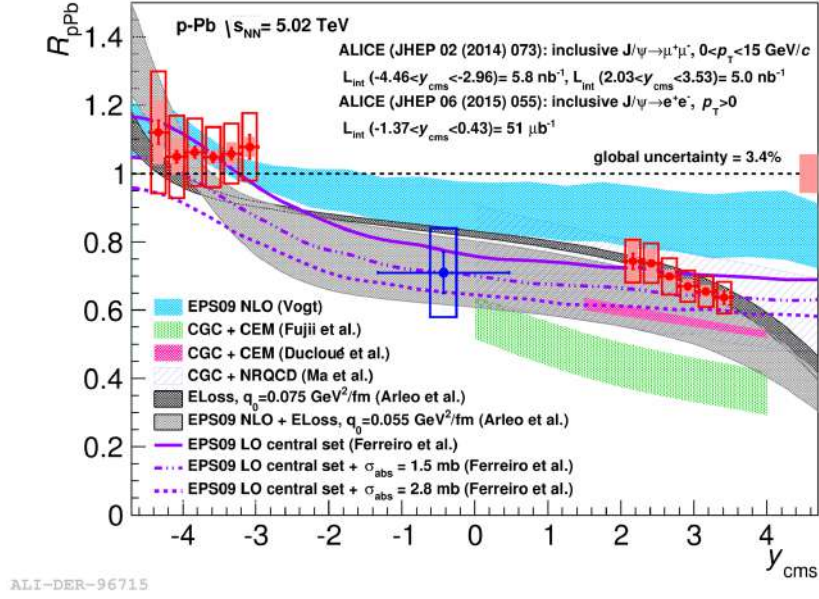 R_pPb
1.4
1.2
1
0.8
0.6
0.4
0.2
0
p-Pb \sNN= 5.02 TeV
ALICE (JHEP 02 (2014) 073): inclusive J/ψ→μ⁺μ⁻, 0<p_T<15 GeV/c
L_int (-4.46<y_cms<-2.96)= 5.8 nb⁻¹, L_int (2.03<y_cms<3.53)= 5.0 nb⁻¹
ALICE (JHEP 06 (2015) 055): inclusive J/ψ→e⁺e⁻, p_T>0
L_int (-1.37<y_cms<0.43)= 51 μb⁻¹
global uncertainty = 3.4%
EPS09 NLO (Vogt)
CGC + CEM (Fujii et al.)
CGC + CEM (Ducloué et al.)
CGC + NRQCD (Ma et al.)
ELoss, q₀=0.075 GeV²/fm (Arleo et al.)
EPS09 NLO + ELoss, q₀=0.055 GeV²/fm (Arleo et al.)
EPS09 LO central set (Ferreiro et al.)
EPS09 LO central set + σ_abs = 1.5 mb (Ferreiro et al.)
EPS09 LO central set + σ_abs = 2.8 mb (Ferreiro et al.)
-4 -3 -2 -1 0 1 2 3 4
y_cms
ALI-DER-96715